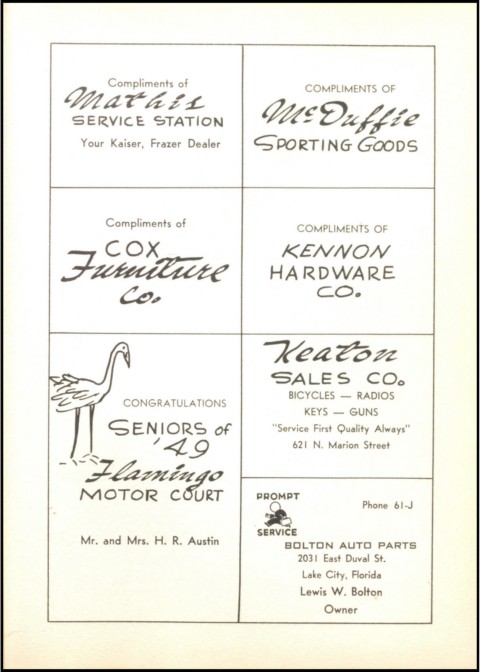 Compliments of
Mathis
SERVICE STATION
Your Kaiser, Frazer Dealer
COMPLIMENTS OF
McDuffie
SPORTING GOODS
Compliments of
COX
Furniture
Co.
COMPLIMENTS OF
KENNON
HARDWARE
CO.
CONGRATULATIONS
SENIORS of
'49
Flamingo
MOTOR COURT
Mr. and Mrs. H. R. Austin
Keaton
SALES CO.
BICYCLES — RADIOS
KEYS — GUNS
"Service First Quality Always"
621 N. Marion Street
PROMPT
SERVICE
Phone 61-J
BOLTON AUTO PARTS
2031 East Duval St.
Lake City, Florida
Lewis W. Bolton
Owner